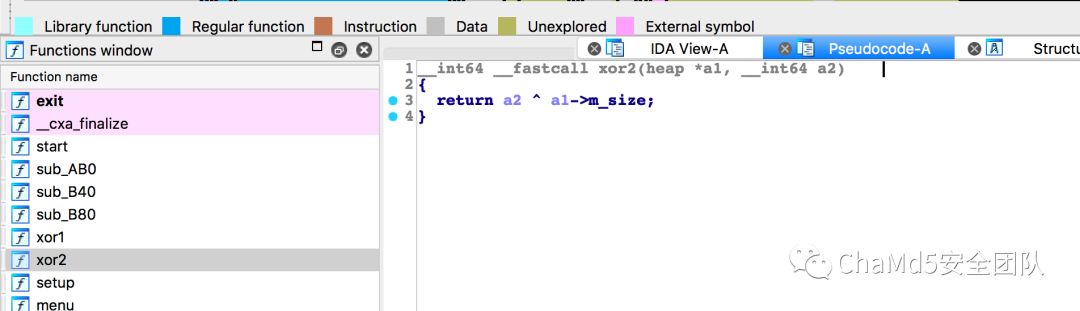 Library function Regular function Instruction Data Unexplored External symbol
Functions window
IDA View-A
Pseudocode-A
Structu
Function name
exit
__cxa_finalize
start
sub_AB0
sub_B40
sub_B80
xor1
xor2
setup
menu
1 __int64 __fastcall xor2(heap *a1, __int64 a2)
2 {
3 return a2 ^ a1->m_size;
4 }
ChaMd5安全团队